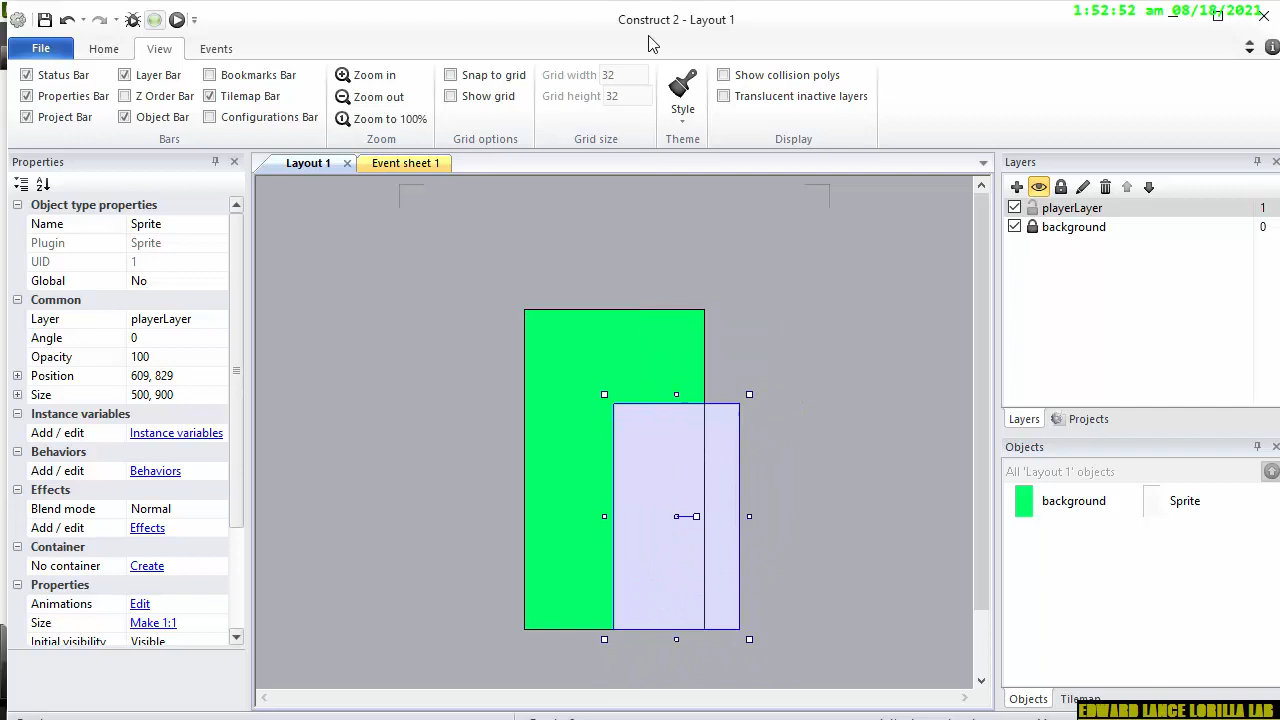 Construct 2 - Layout 1
1:52:52 am 08/18/2021
File Home View Events
Status Bar Layer Bar Bookmarks Bar Zoom in Snap to grid Grid width 32 Show collision polys
Properties Bar Z Order Bar Tilemap Bar Zoom out Show grid Grid height 32 Translucent inactive layers
Project Bar Object Bar Configurations Bar Zoom to 100% Style
Bars Zoom Grid options Grid size Theme Display
Properties
Layout 1 Event sheet 1
Layers
Object type properties
Name Sprite
Plugin Sprite
UID 1
Global No
Common
Layer playerLayer
Angle 0
Opacity 100
Position 609, 829
Size 500, 900
Instance variables
Add / edit Instance variables
Behaviors
Add / edit Behaviors
Effects
Blend mode Normal
Add / edit Effects
Container
No container Create
Properties
Animations Edit
Size Make 1:1
Initial visibility Visible
playerLayer 1
background 0
Layers Projects
Objects
All 'Layout 1' objects
background Sprite
Objects Tilemap
EDWARD LANCE LORILLA LAB